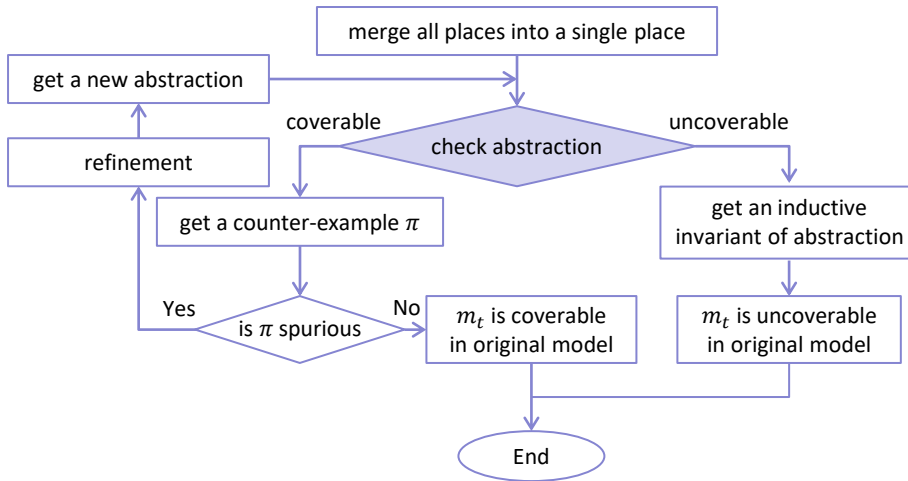 merge all places into a single place
get a new abstraction
coverable
uncoverable
check abstraction
refinement
get a counter-example π
get an inductive
invariant of abstraction
Yes
No
is π spurious
m_t is coverable
in original model
m_t is uncoverable
in original model
End